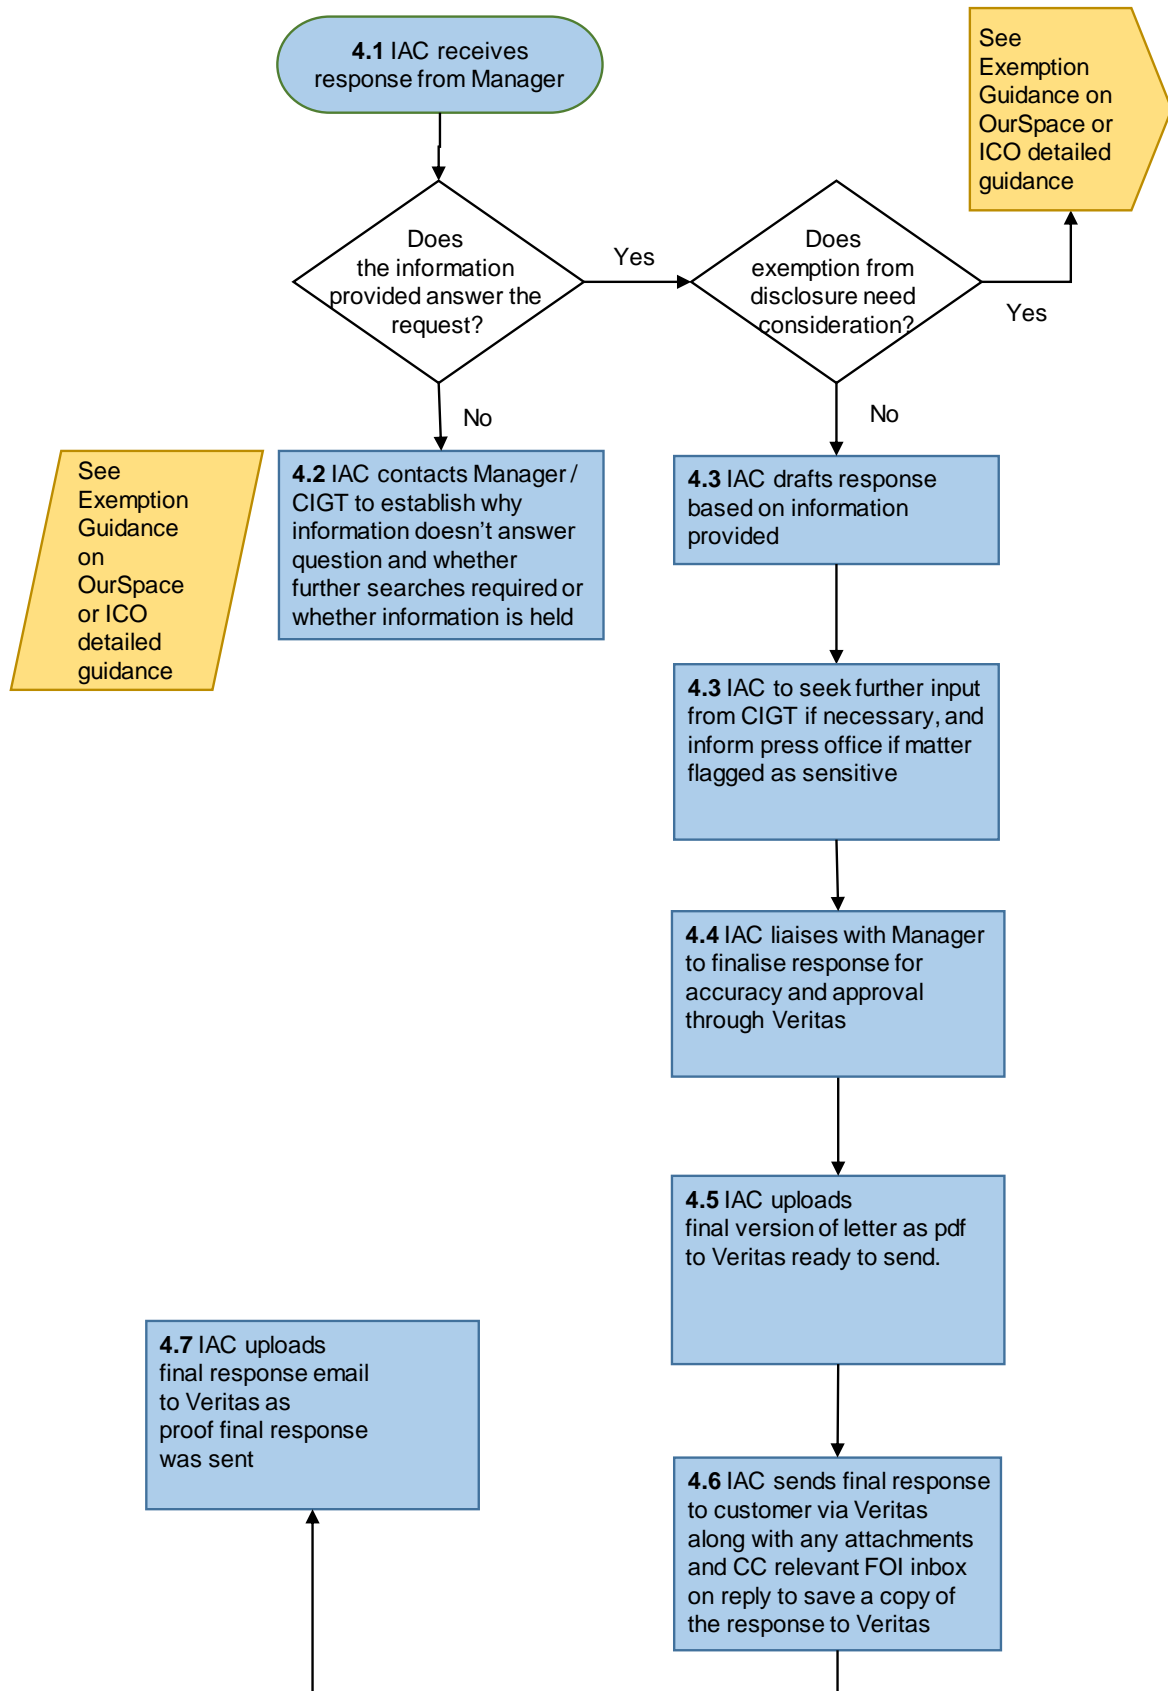 4.1 IAC receives
response from Manager
See
Exemption
Guidance on
OurSpace or
ICO detailed
guidance
Does
the information
provided answer the
request?
Yes
Does
exemption from
disclosure need
consideration?
Yes
No
No
See
Exemption
Guidance
on
OurSpace
or ICO
detailed
guidance
4.2 IAC contacts Manager /
CIGT to establish why
information doesn’t answer
question and whether
further searches required or
whether information is held
4.3 IAC drafts response
based on information
provided
4.3 IAC to seek further input
from CIGT if necessary, and
inform press office if matter
flagged as sensitive
4.4 IAC liaises with Manager
to finalise response for
accuracy and approval
through Veritas
4.5 IAC uploads
final version of letter as pdf
to Veritas ready to send.
4.7 IAC uploads
final response email
to Veritas as
proof final response
was sent
4.6 IAC sends final response
to customer via Veritas
along with any attachments
and CC relevant FOI inbox
on reply to save a copy of
the response to Veritas